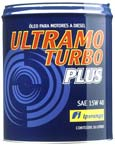 ÓLEO PARA MOTORES A DIESEL
ULTRAMO
TURBO
PLUS
SAE 15W 40
Ipiranga